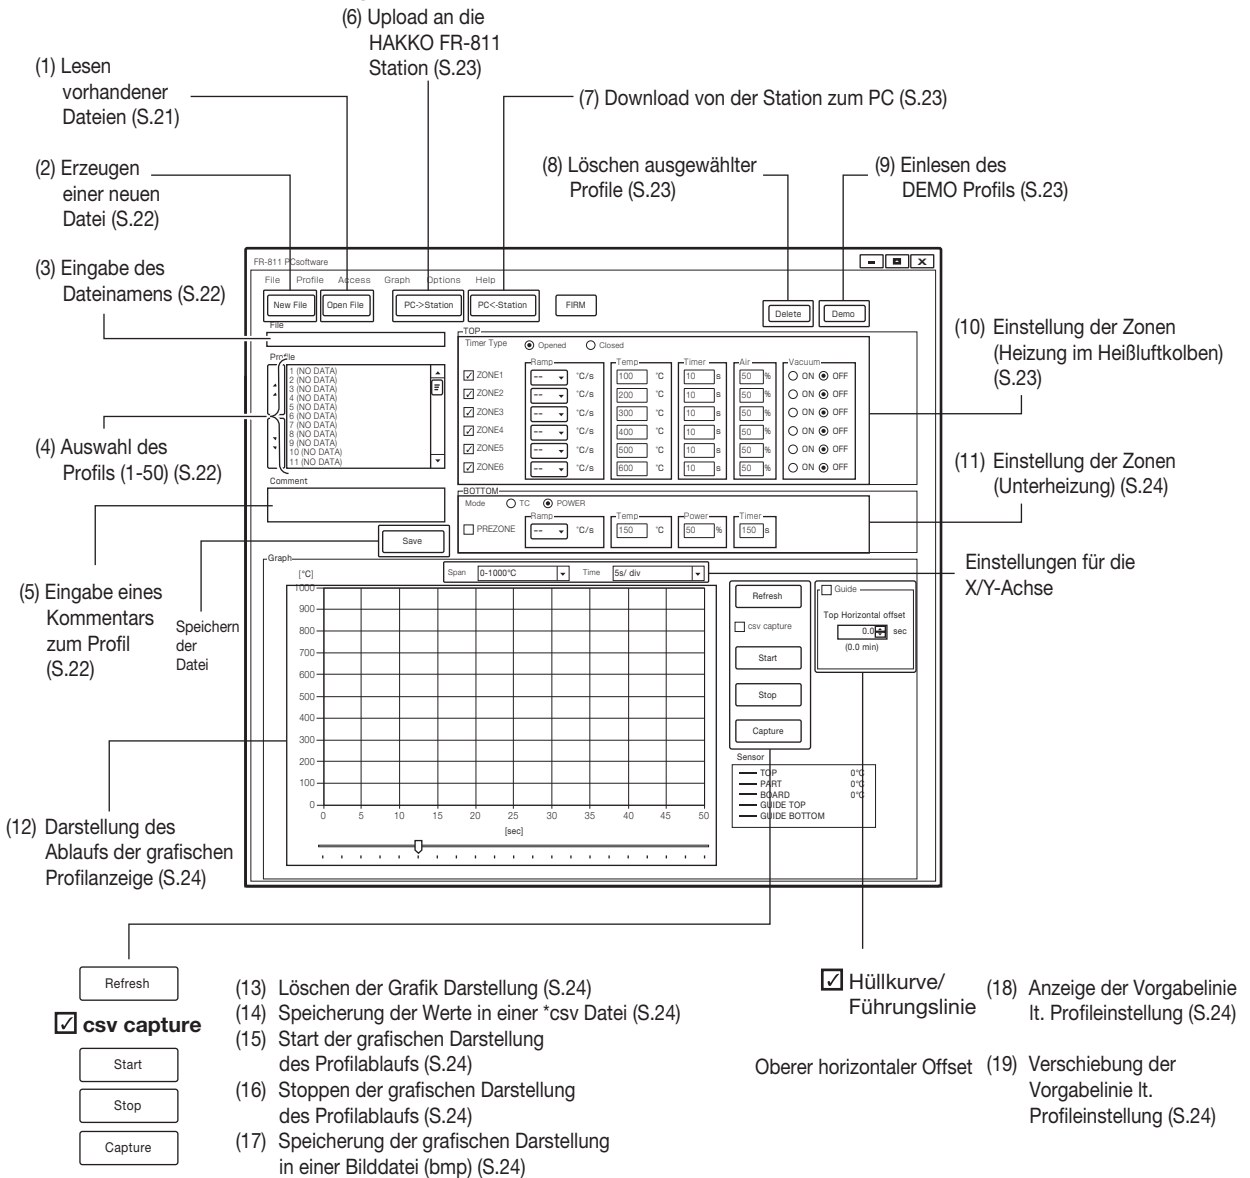 (6) Upload an die
HAKKO FR-811
Station (S.23)
(1) Lesen
vorhandener
Dateien (S.21)
(7) Download von der Station zum PC (S.23)
(2) Erzeugen
einer neuen
Datei (S.22)
(8) Löschen ausgewählter
Profile (S.23)
(9) Einlesen des
DEMO Profils (S.23)
(3) Eingabe des
Dateinamens (S.22)
FR-811 PCsoftware
File Profile Access Graph Options Help
New File Open File PC->Station PC<-Station FIRM Delete Demo
File
Profile
1 (NO DATA)
2 (NO DATA)
3 (NO DATA)
4 (NO DATA)
5 (NO DATA)
6 (NO DATA)
7 (NO DATA)
8 (NO DATA)
9 (NO DATA)
10 (NO DATA)
11 (NO DATA)
Comment
Save
TOP
Timer Type Opened Closed
Ramp Temp Timer Air Vacuum
ZONE1 -- °C/s 100 °C 10 s 50 % ON OFF
ZONE2 -- °C/s 200 °C 10 s 50 % ON OFF
ZONE3 -- °C/s 300 °C 10 s 50 % ON OFF
ZONE4 -- °C/s 400 °C 10 s 50 % ON OFF
ZONE5 -- °C/s 500 °C 10 s 50 % ON OFF
ZONE6 -- °C/s 600 °C 10 s 50 % ON OFF
BOTTOM
Mode TC POWER
Ramp Temp Power Timer
PREZONE -- °C/s 150 °C 50 % 150 s
(10) Einstellung der Zonen
(Heizung im Heißluftkolben)
(S.23)
(4) Auswahl des
Profils (1-50) (S.22)
(11) Einstellung der Zonen
(Unterheizung) (S.24)
Einstellungen für die
X/Y-Achse
(5) Eingabe eines
Kommentars
zum Profil
(S.22)
Speichern
der
Datei
Graph
Span 0-1000°C Time 5s/ div
[°C]
1000
900
800
700
600
500
400
300
200
100
0
0 5 10 15 20 25 30 35 40 45 50
[sec]
Refresh
csv capture
Start
Stop
Capture
Guide
Top Horizontal offset
0.0 sec
(0.0 min)
Sensor
TOP 0°C
PART 0°C
BOARD 0°C
GUIDE TOP
GUIDE BOTTOM
(12) Darstellung des
Ablaufs der grafischen
Profilanzeige (S.24)
Refresh
csv capture
Start
Stop
Capture
(13) Löschen der Grafik Darstellung (S.24)
(14) Speicherung der Werte in einer *csv Datei (S.24)
(15) Start der grafischen Darstellung
des Profilablaufs (S.24)
(16) Stoppen der grafischen Darstellung
des Profilablaufs (S.24)
(17) Speicherung der grafischen Darstellung
in einer Bilddatei (bmp) (S.24)
Hüllkurve/
Führungslinie
(18) Anzeige der Vorgabelinie
lt. Profileinstellung (S.24)
Oberer horizontaler Offset
(19) Verschiebung der
Vorgabelinie lt.
Profileinstellung (S.24)